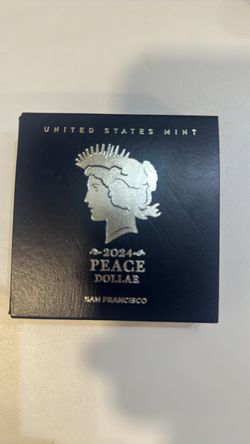 UNITED STATES MINT
2024
PEACE
DOLLAR
SAN FRANCISCO